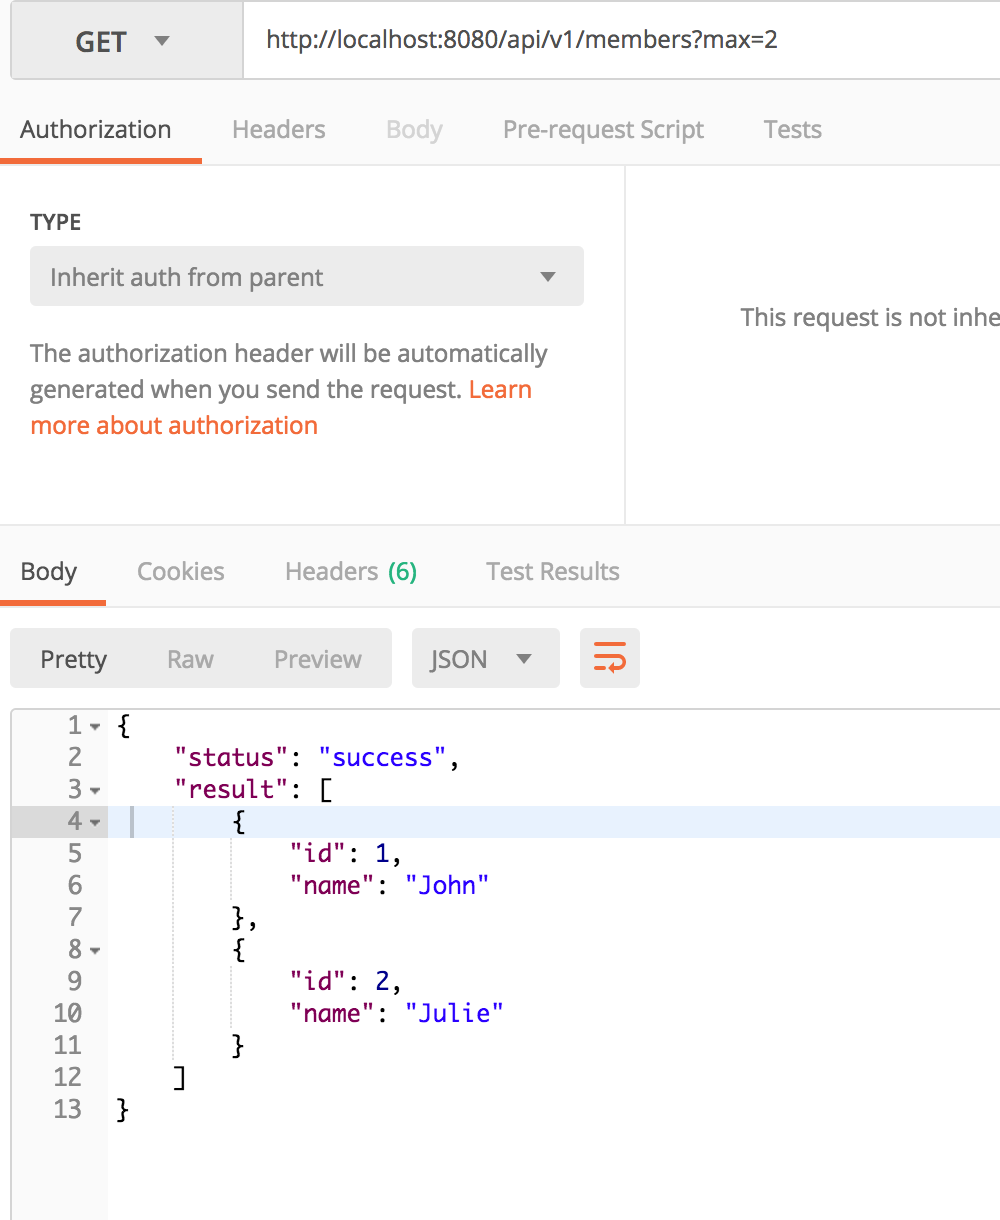 GET http://localhost:8080/api/v1/members?max=2
Authorization Headers Body Pre-request Script Tests
TYPE
Inherit auth from parent
The authorization header will be automatically
generated when you send the request. Learn
more about authorization
This request is not inhe
Body Cookies Headers (6) Test Results
Pretty Raw Preview JSON
1 {
2 "status": "success",
3 "result": [
4 {
5 "id": 1,
6 "name": "John"
7 },
8 {
9 "id": 2,
10 "name": "Julie"
11 }
12 ]
13 }